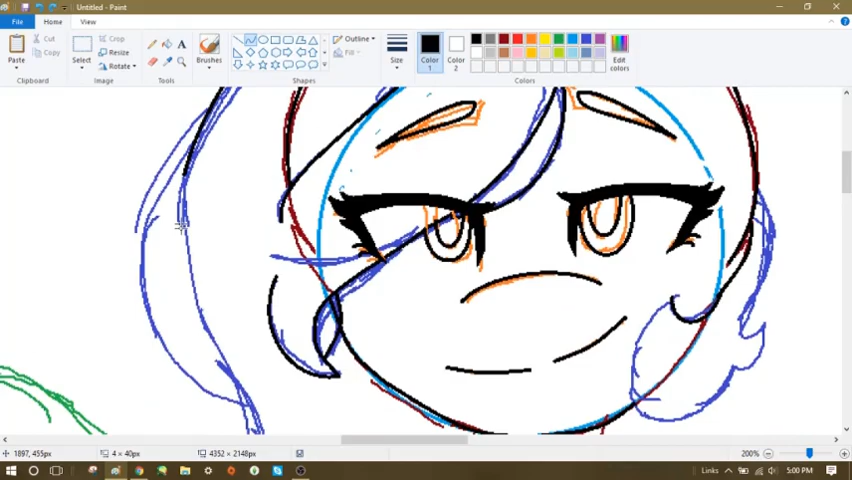 Untitled - Paint
File Home View
Paste
Cut
Copy
Clipboard
Select
Crop
Resize
Rotate
Image
A
Tools
Brushes
Shapes
Outline
Fill
Size
Color 1
Color 2
Colors
Edit colors
1897, 455px
4 × 40px
4352 × 2148px
200%
Links
5:00 PM